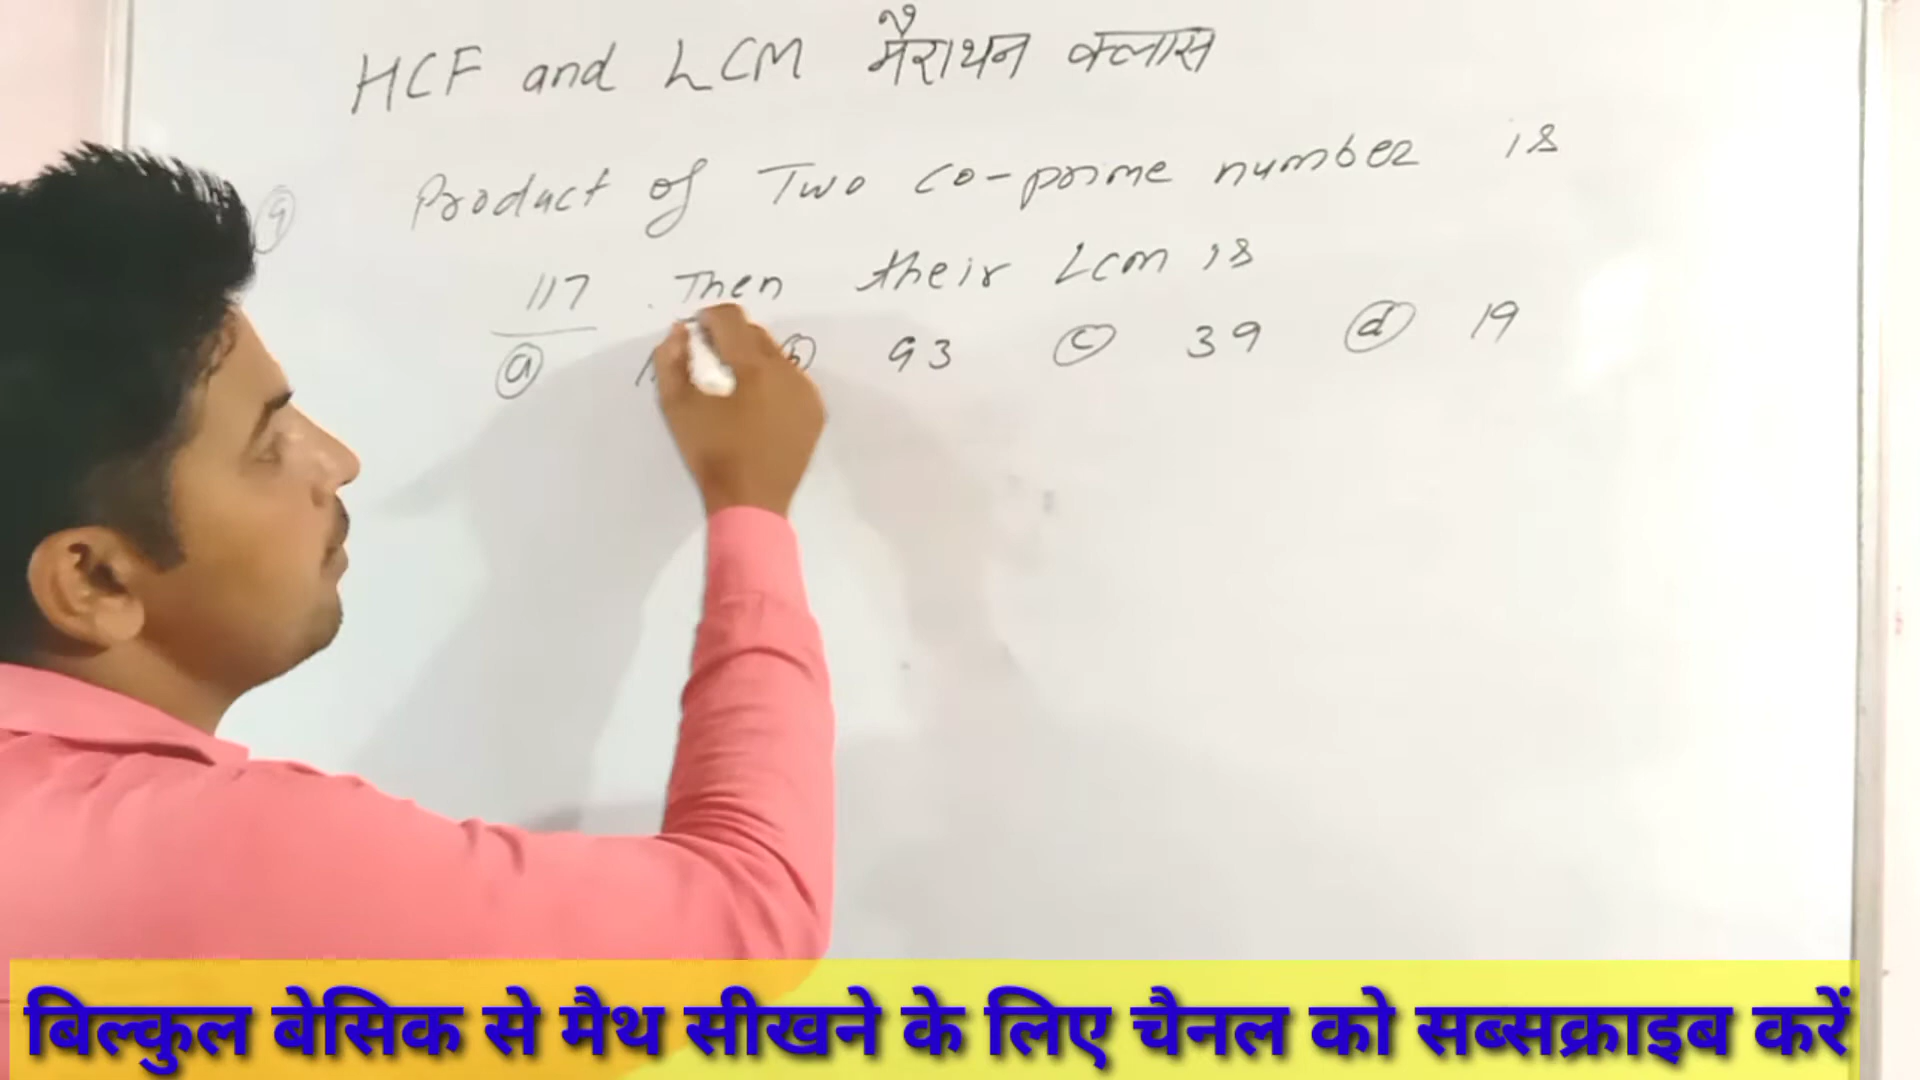 HCF and LCM मैराथन क्लास
Product of Two co-prime number is
117 . Then their Lcm is
(a) (b) 93 (c) 39 (d) 19
बिल्कुल बेसिक से मैथ सीखने के लिए चैनल को सब्सक्राइब करें